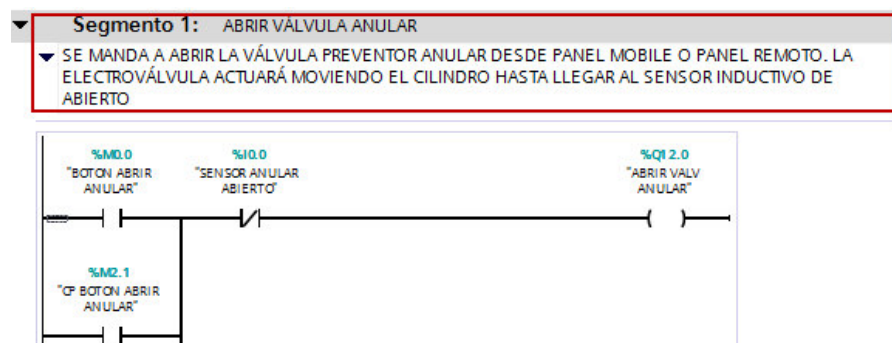 Segmento 1: ABRIR VÁLVULA ANULAR
SE MANDA A ABRIR LA VÁLVULA PREVENTOR ANULAR DESDE PANEL MOBILE O PANEL REMOTO. LA
ELECTROVÁLVULA ACTUARÁ MOVIENDO EL CILINDRO HASTA LLEGAR AL SENSOR INDUCTIVO DE
ABIERTO
%M0.0
"BOTON ABRIR
ANULAR"
%I0.0
"SENSOR ANULAR
ABIERTO"
%Q12.0
"ABRIR VALV
ANULAR"
%M2.1
"CP BOTON ABRIR
ANULAR"